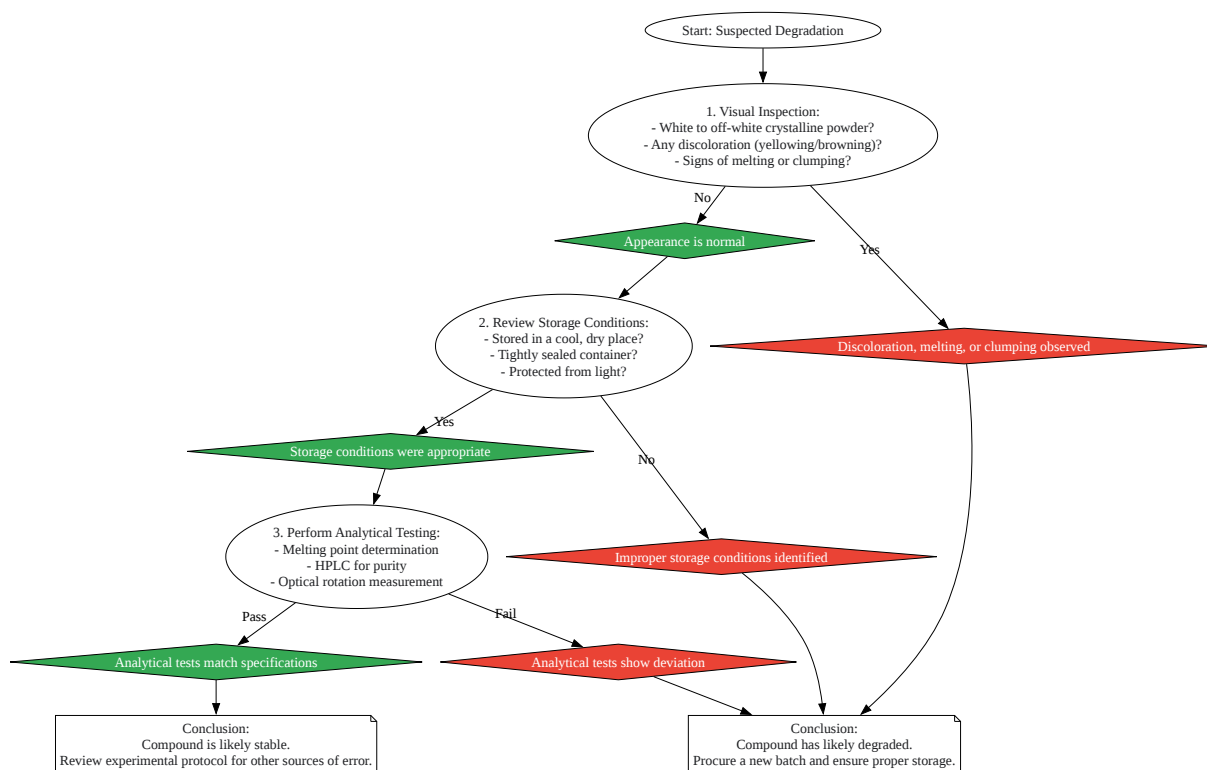 Start: Suspected Degradation
1. Visual Inspection:
- White to off-white crystalline powder?
- Any discoloration (yellowing/browning)?
- Signs of melting or clumping?
No
Appearance is normal
Yes
2. Review Storage Conditions:
- Stored in a cool, dry place?
- Tightly sealed container?
- Protected from light?
Discoloration, melting, or clumping observed
Yes
Storage conditions were appropriate
No
3. Perform Analytical Testing:
- Melting point determination
- HPLC for purity
- Optical rotation measurement
Improper storage conditions identified
Pass
Fail
Analytical tests match specifications
Analytical tests show deviation
Conclusion:
Compound is likely stable.
Review experimental protocol for other sources of error.
Conclusion:
Compound has likely degraded.
Procure a new batch and ensure proper storage.